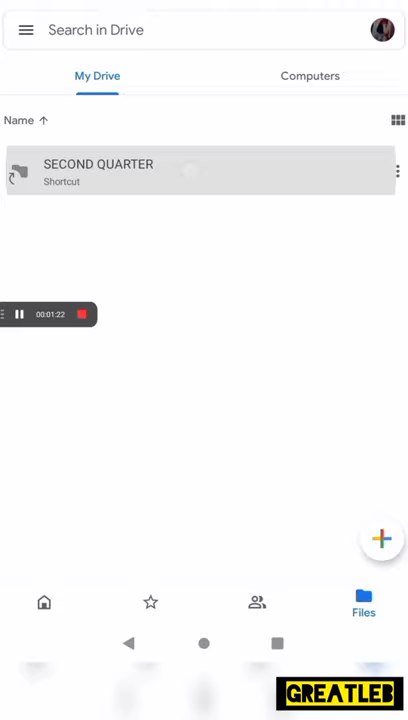 Search in Drive
My Drive
Computers
Name
SECOND QUARTER
Shortcut
00:01:22
Files
GREATLEB